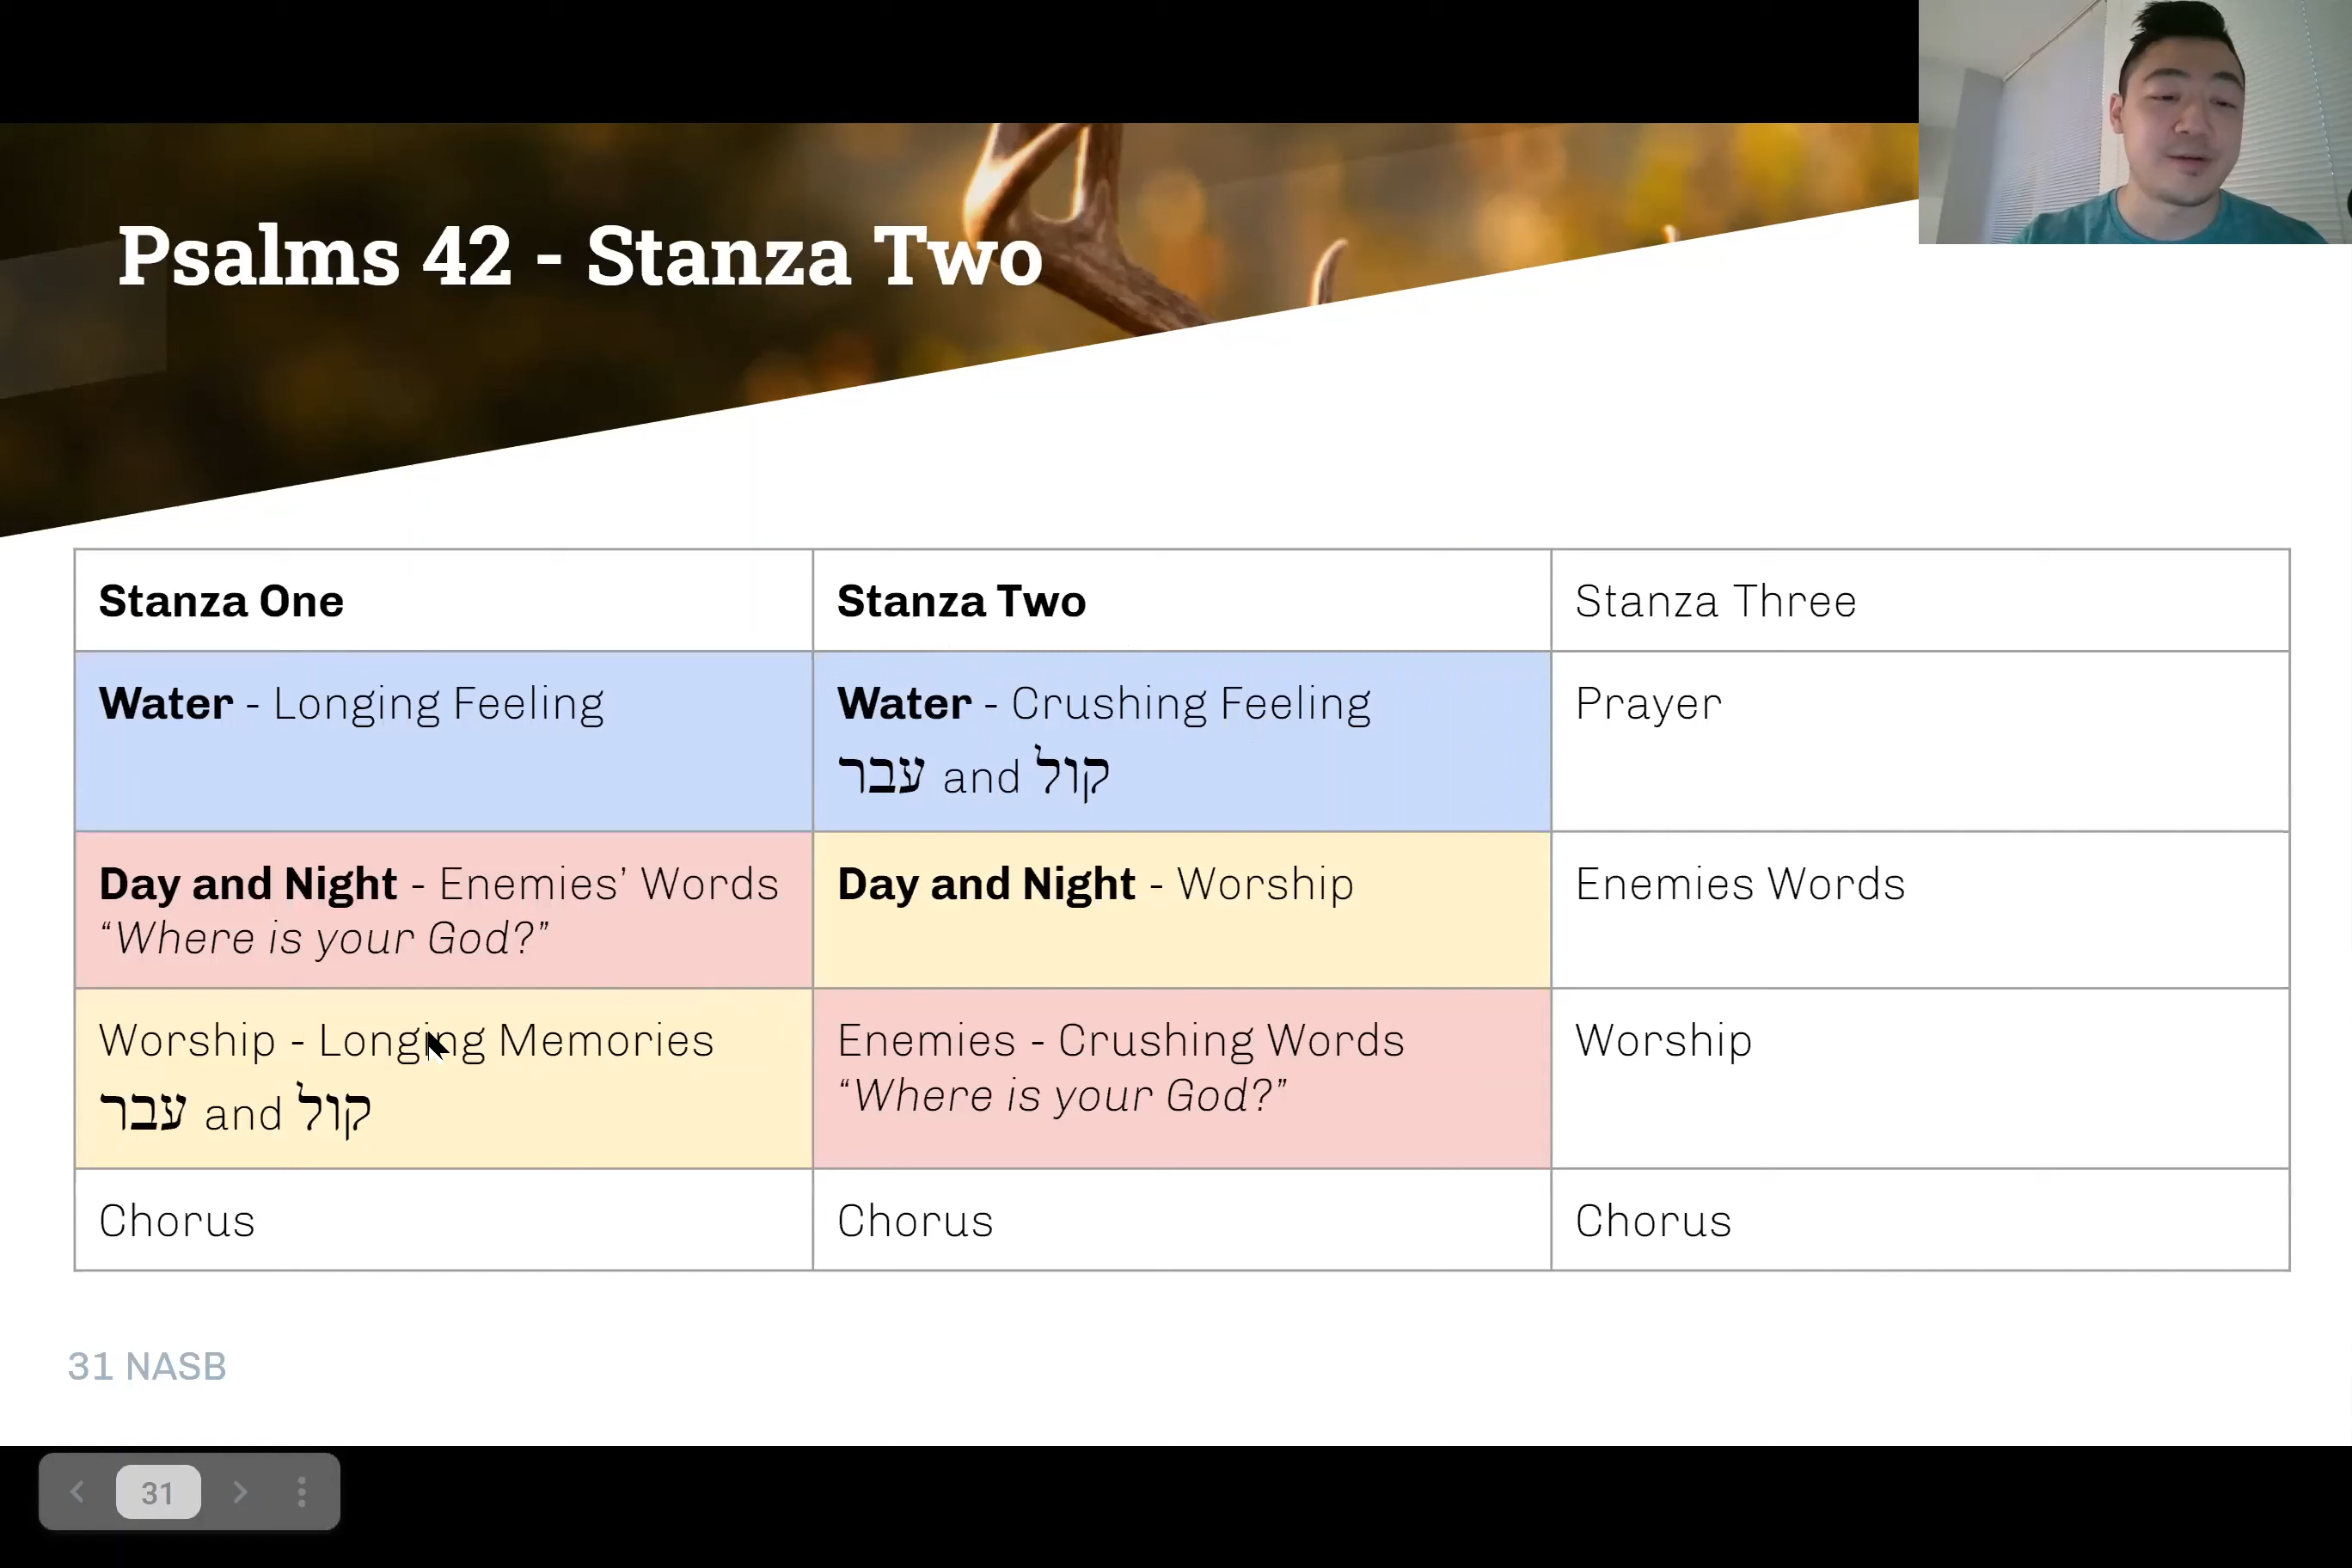 Psalms 42 - Stanza Two
Stanza One
Stanza Two
Stanza Three
Water - Longing Feeling
Water - Crushing Feeling
עבר and קול
Prayer
Day and Night - Enemies’ Words
“Where is your God?”
Day and Night - Worship
Enemies Words
Worship - Longing Memories
עבר and קול
Enemies - Crushing Words
“Where is your God?”
Worship
Chorus
Chorus
Chorus
31 NASB
31